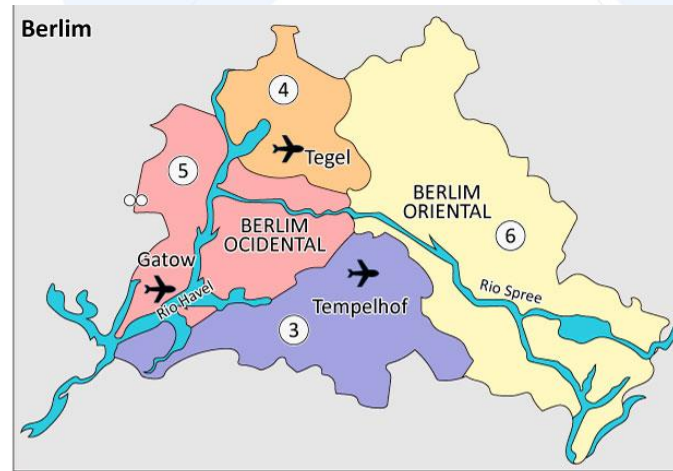 Berlim
4
Tegel
5
BERLIM
OCIDENTAL
BERLIM
ORIENTAL
6
Gatow
Rio Havel
Tempelhof
Rio Spree
3